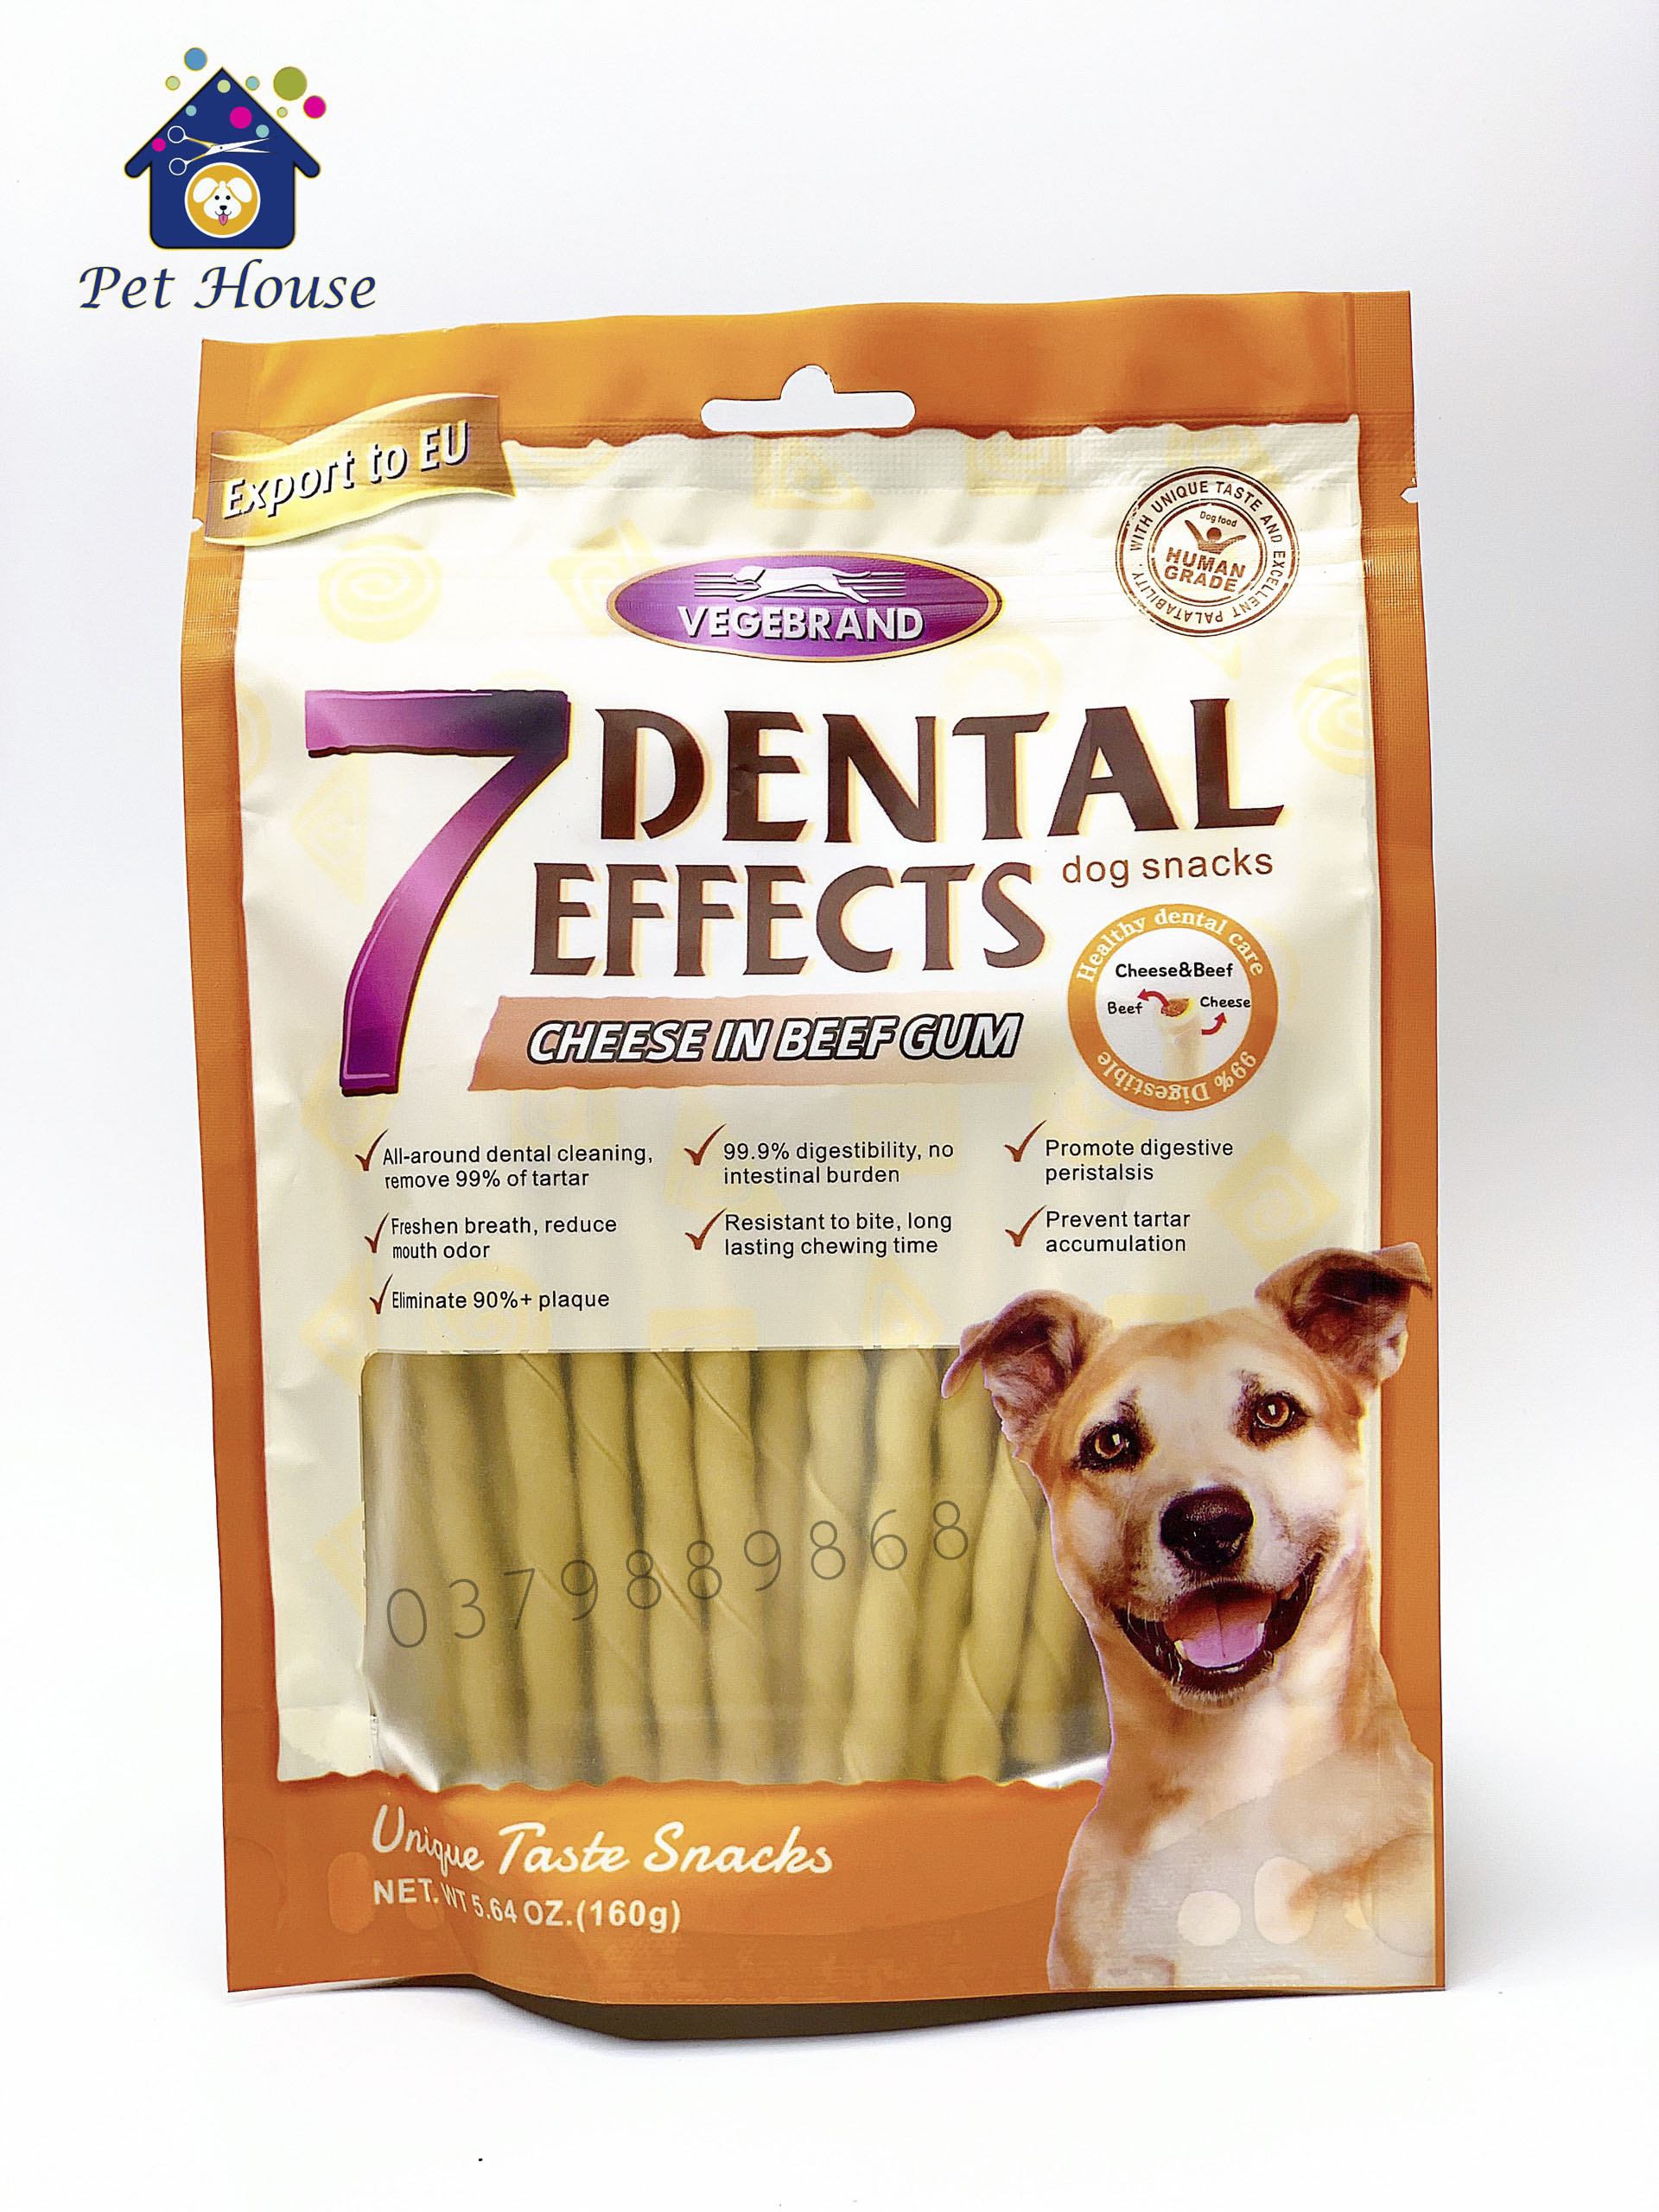 Pet House
Export to EU
WITH UNIQUE TASTE AND EXCELLENT PALATABILITY.
Dog food
HUMAN
GRADE
VEGEBRAND
7 DENTAL
EFFECTS
dog snacks
CHEESE IN BEEF GUM
Healthy dental care
Cheese&Beef
Beef
Cheese
99% Digestible
All-around dental cleaning,
remove 99% of tartar
99.9% digestibility, no
intestinal burden
Promote digestive
peristalsis
Freshen breath, reduce
mouth odor
Resistant to bite, long
lasting chewing time
Prevent tartar
accumulation
Eliminate 90%+ plaque
0379889868
Unique Taste Snacks
NET.WT 5.64 OZ.(160g)